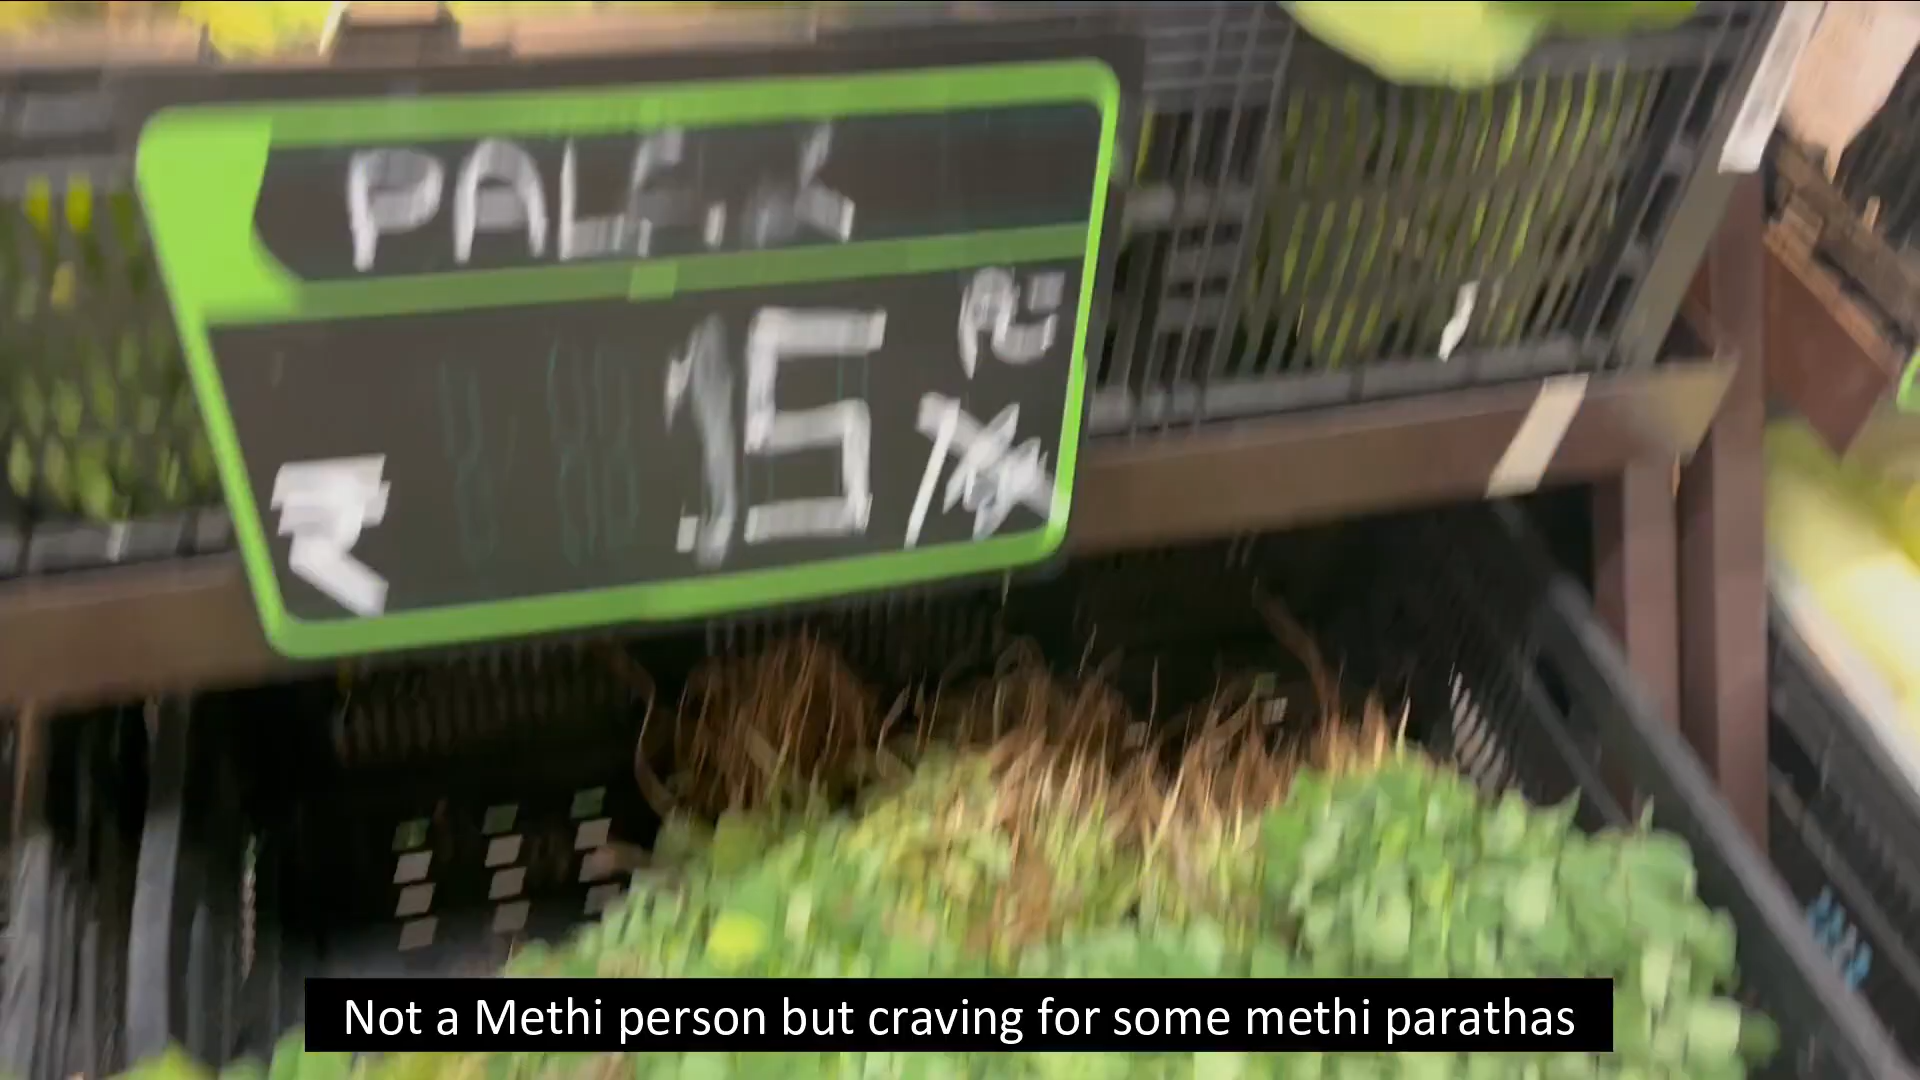 PALAK
₹ 15/
Not a Methi person but craving for some methi parathas